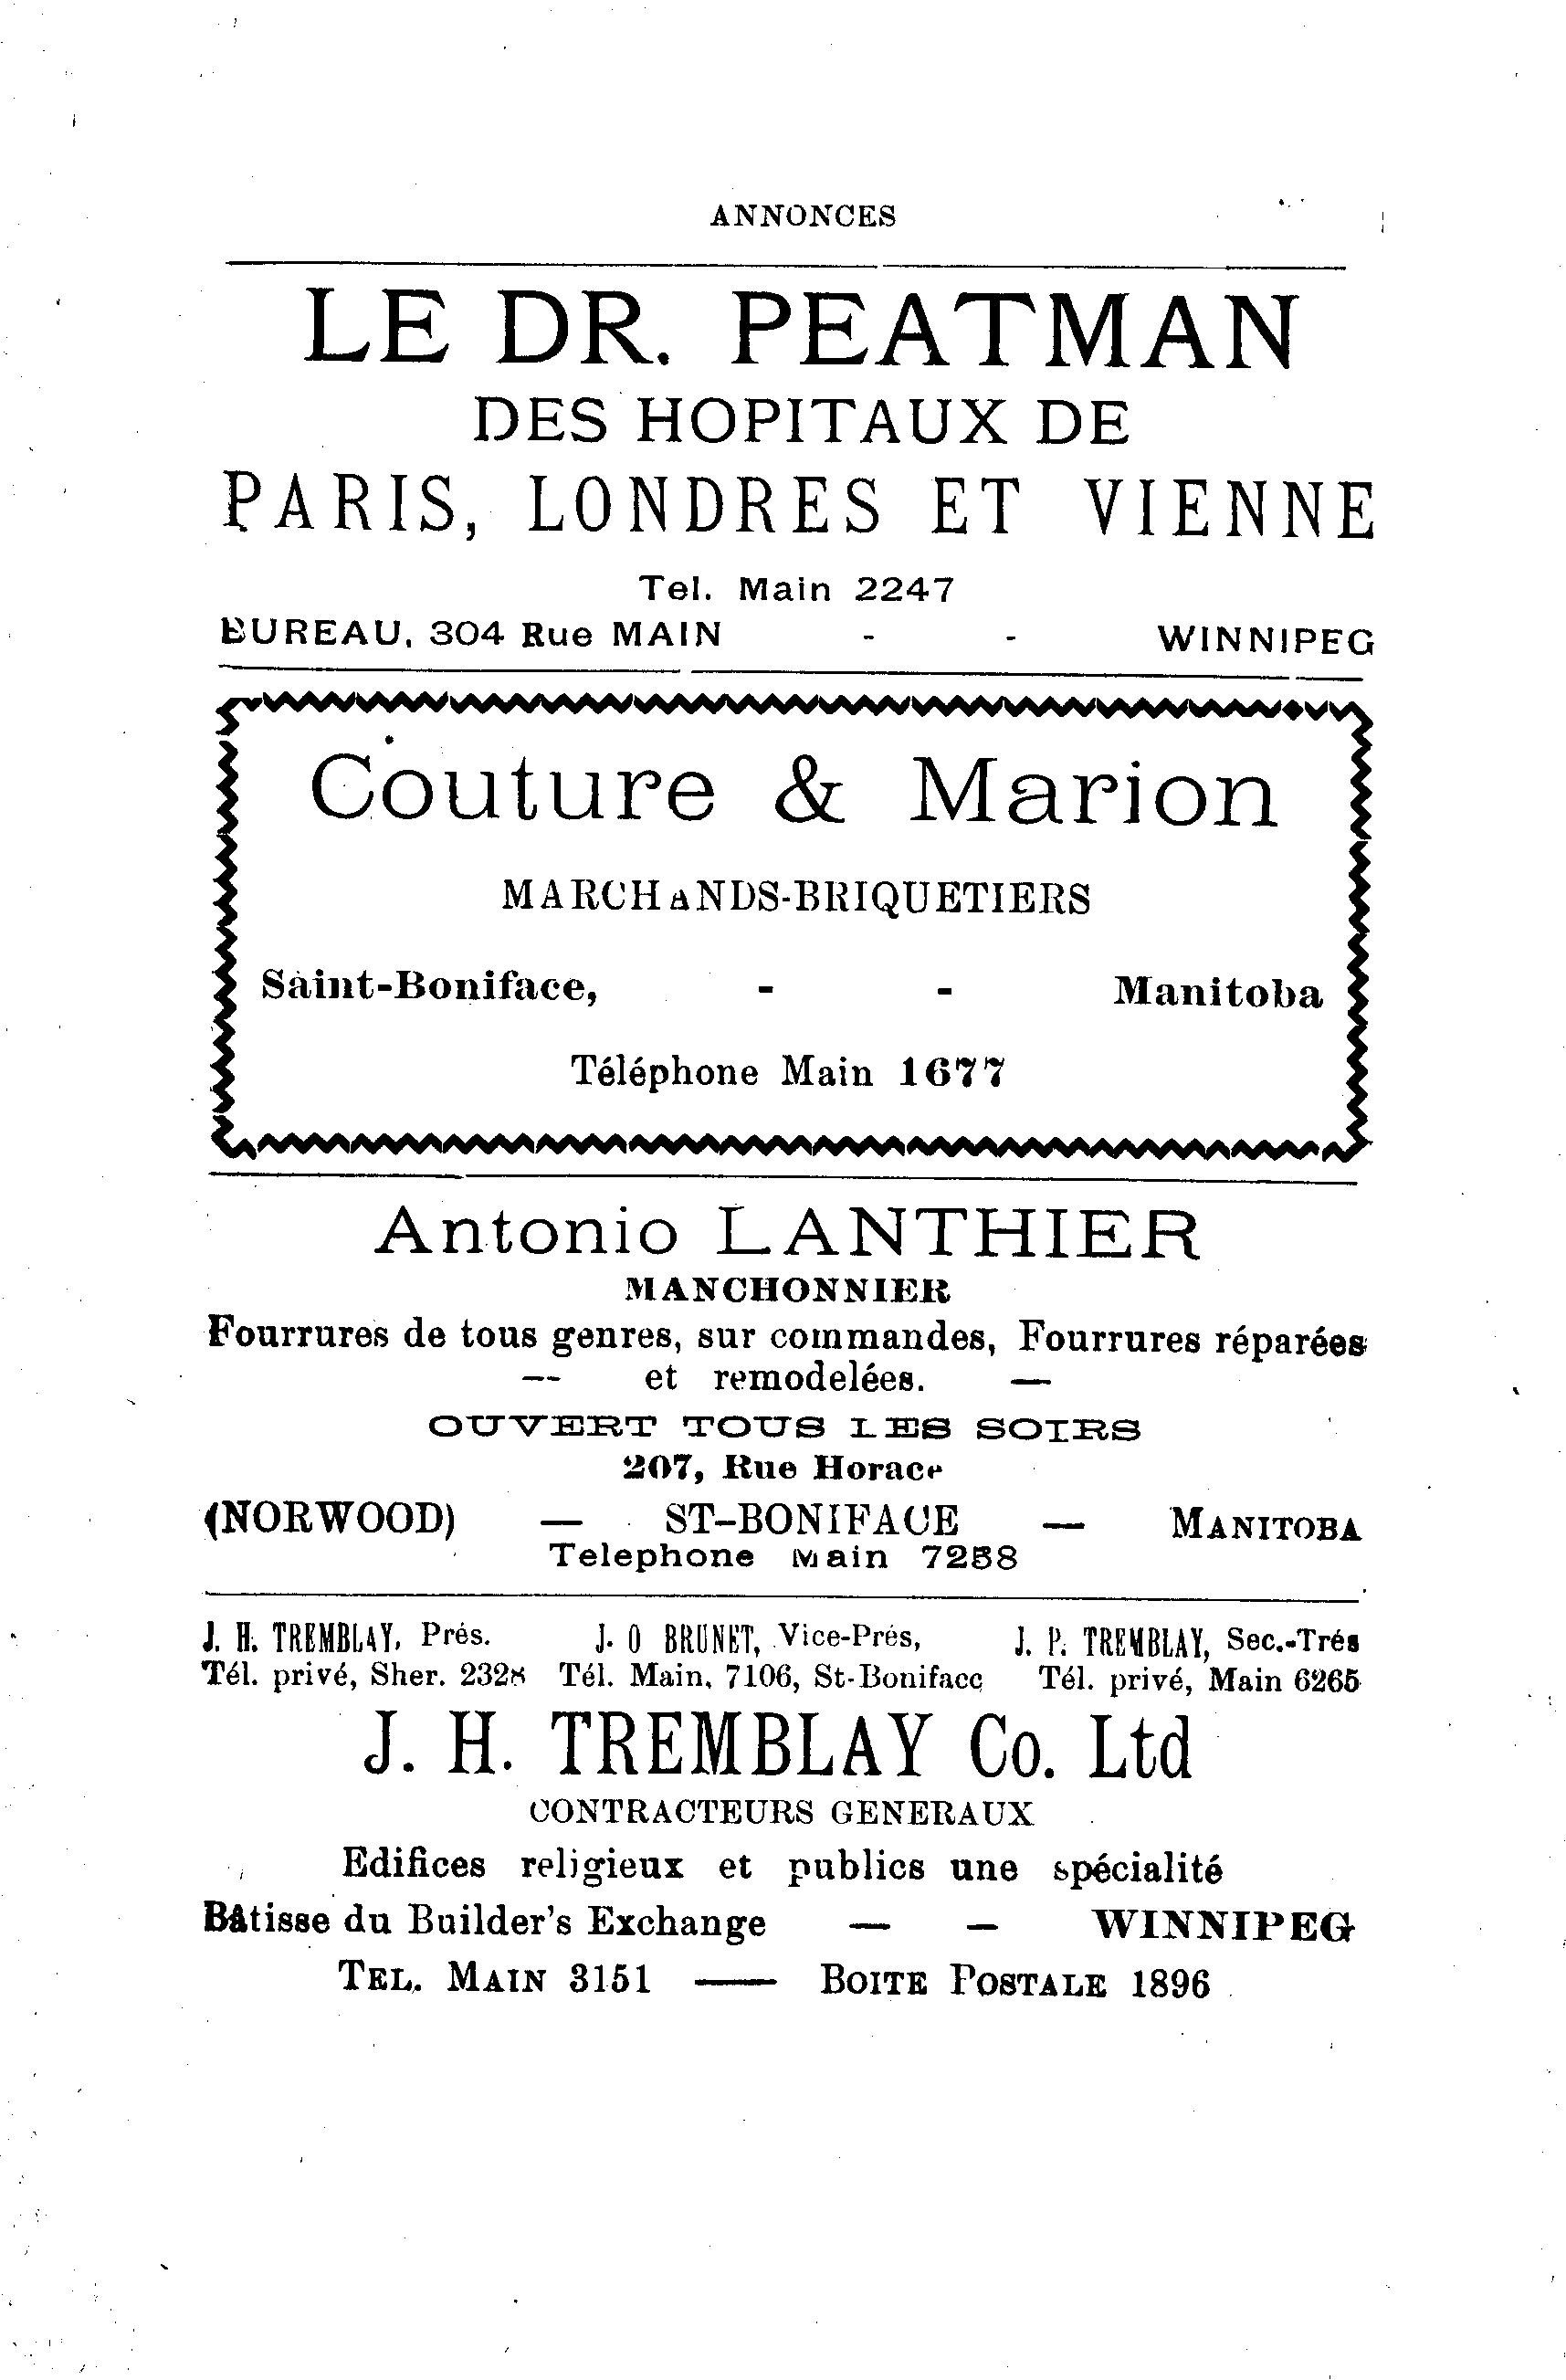 ANNONCES
LE DR. PEATMAN
DES HOPITAUX DE
PARIS, LONDRES ET VIENNE
Tel. Main 2247
BUREAU, 304 Rue MAIN - - WINNIPEG
Couture & Marion
MARCHANDS-BRIQUETIERS
Saint-Boniface, - - Manitoba
Téléphone Main 1677
Antonio LANTHIER
MANCHONNIER
Fourrures de tous genres, sur commandes, Fourrures réparées
-- et remodelées. —
OUVERT TOUS LES SOIRS
207, Rue Horace
(NORWOOD) — ST-BONIFACE — MANITOBA
Telephone Main
J. H. TREMBLAY, Prés. J. O BRUNET, Vice-Prés, J. P. TREMBLAY, Sec.-Trés
Tél. privé, Sher. 2328 Tél. Main, 7106, St-Boniface Tél. privé, Main 6265
J. H. TREMBLAY Co. Ltd
CONTRACTEURS GENERAUX
Edifices religieux et publics une spécialité
Bâtisse du Builder's Exchange — — WINNIPEG
TEL. MAIN 3151 — BOITE POSTALE 1896